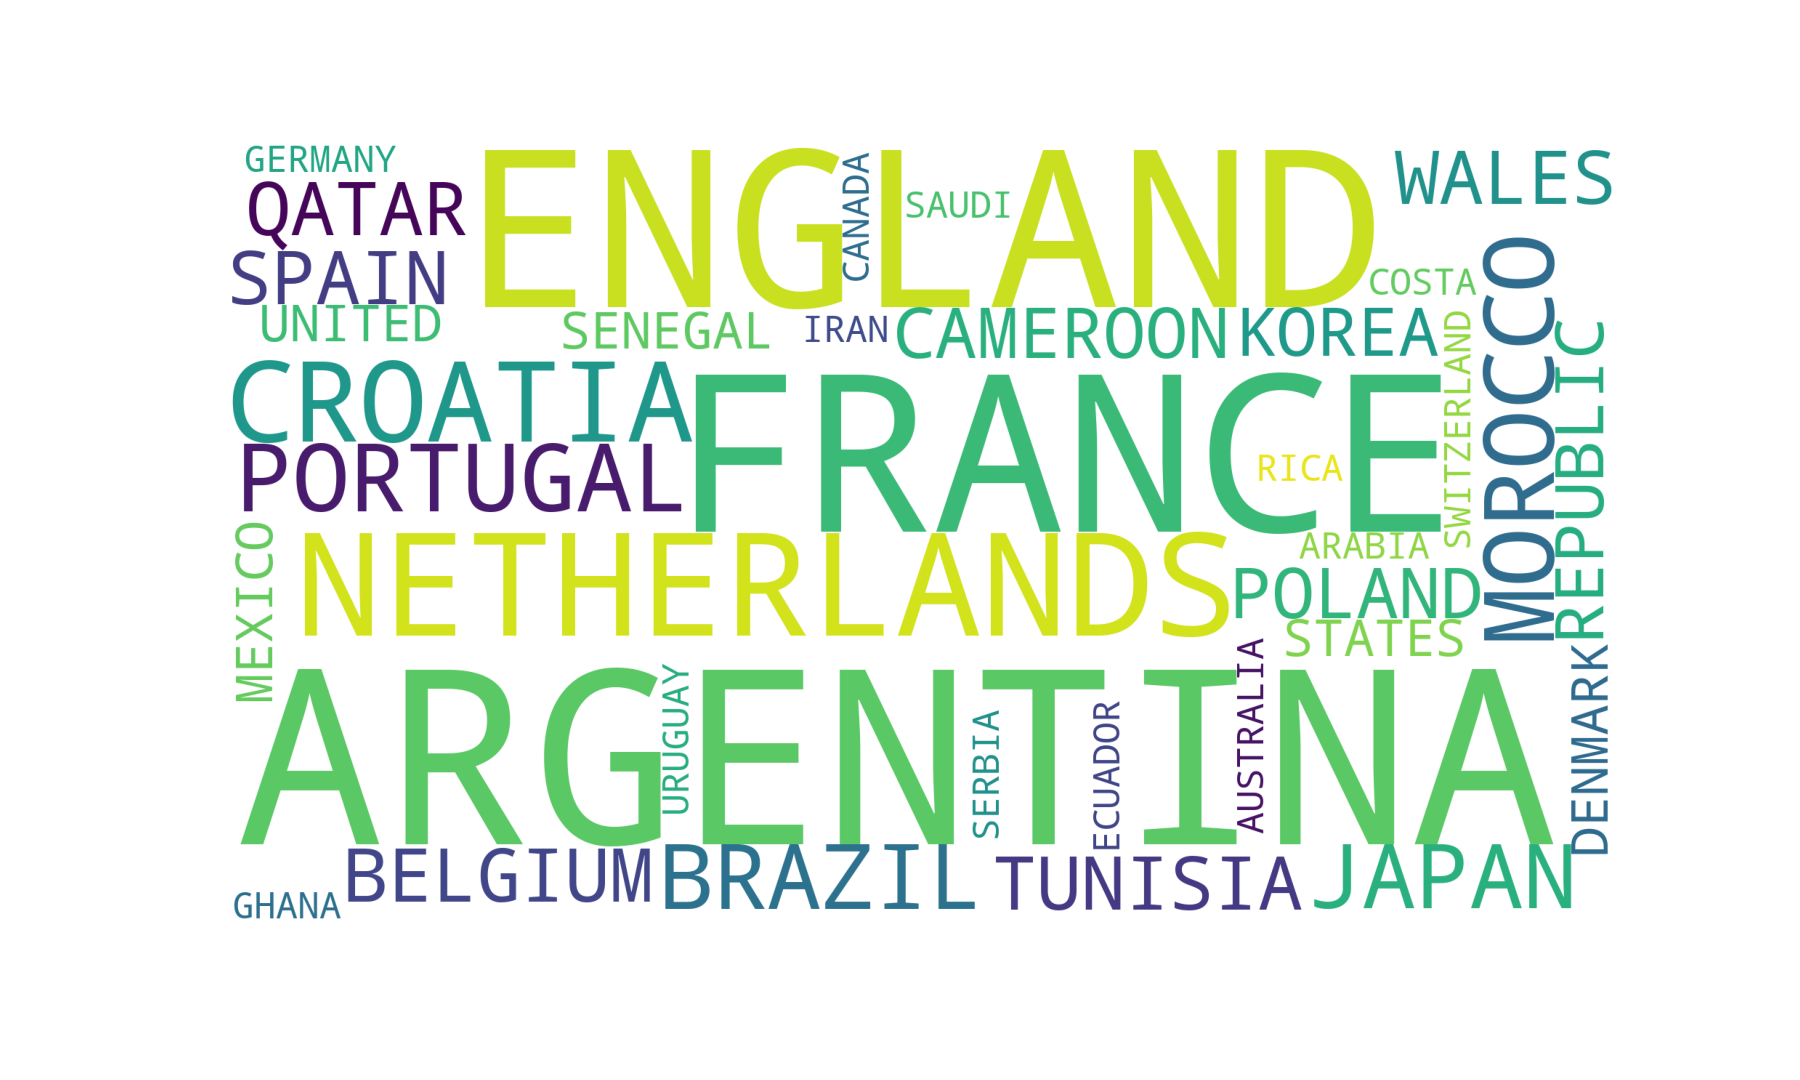 GERMANY
ENGLAND
CANADA
SAUDI
WALES
QATAR
SPAIN
COSTA
MOROCCO
UNITED
SENEGAL
IRAN
CAMEROON
KOREA
SWITZERLAND
REPUBLIC
CROATIA
FRANCE
PORTUGAL
RICA
MEXICO
NETHERLANDS
ARABIA
POLAND
STATES
ARGENTINA
URUGUAY
SERBIA
ECUADOR
AUSTRALIA
DENMARK
BELGIUM
BRAZIL
TUNISIA
JAPAN
GHANA